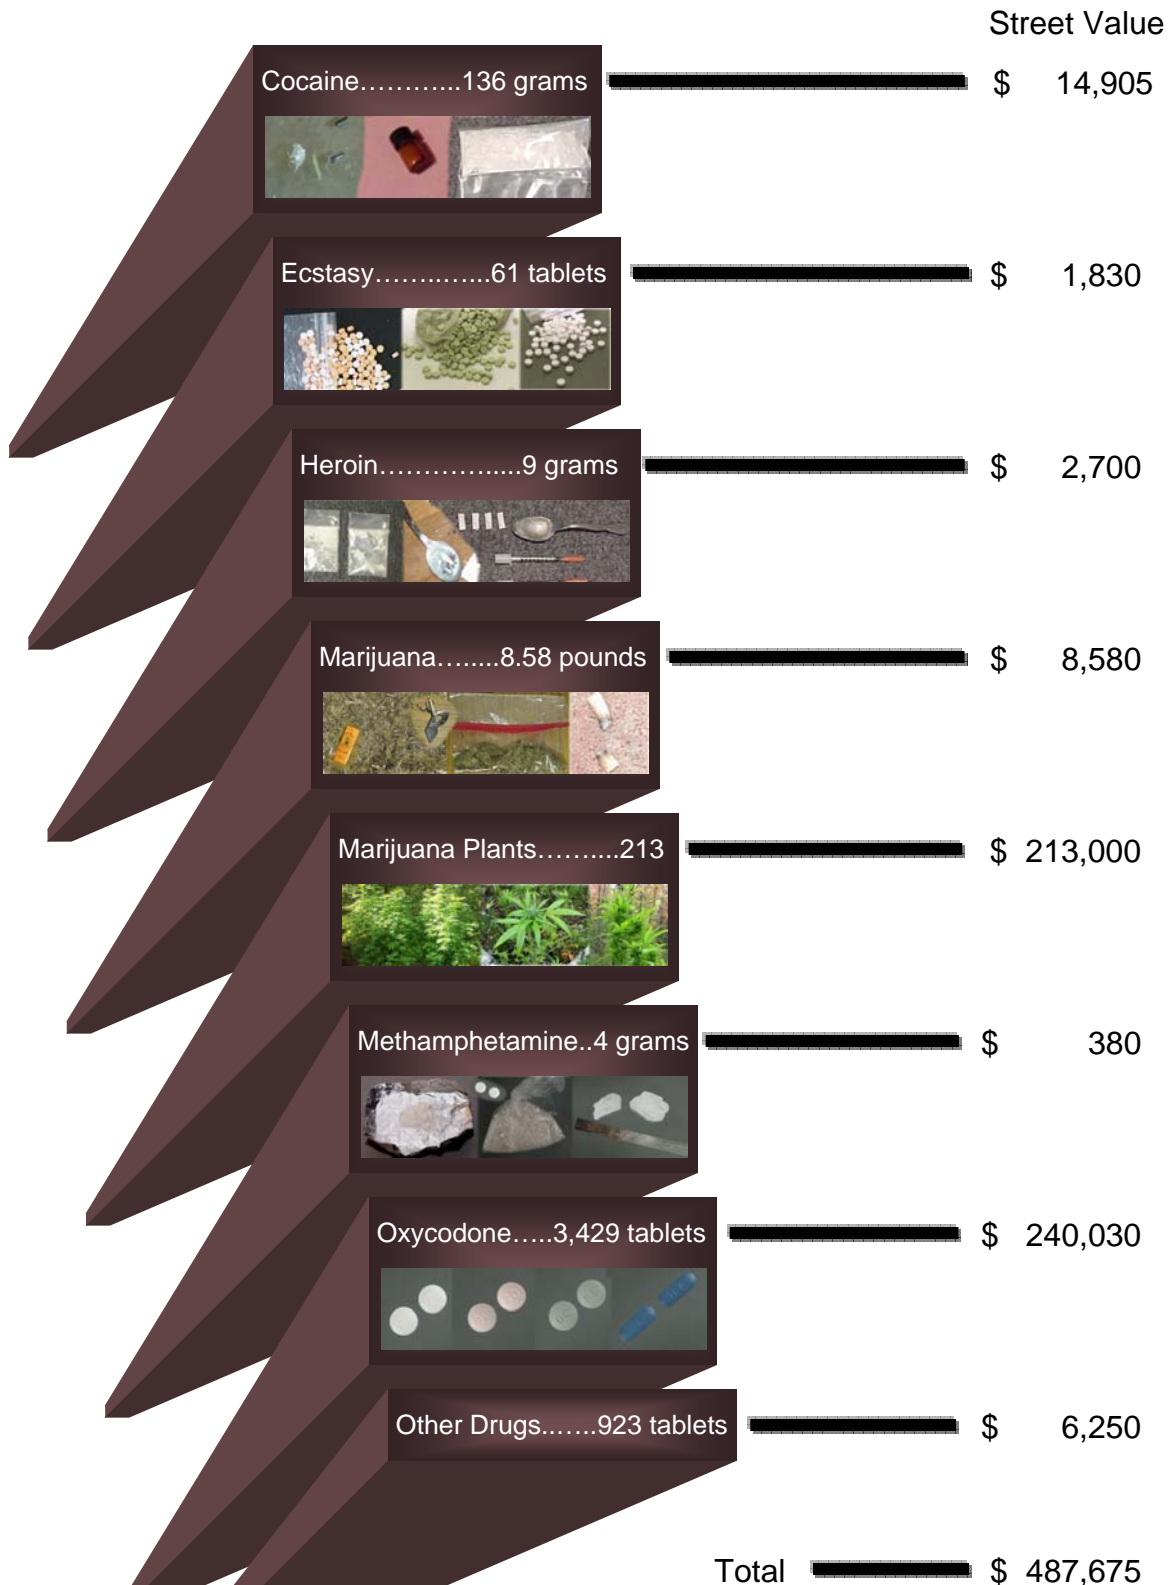 Street Value
Cocaine………...136 grams $ 14,905
Ecstasy……..…...61 tablets $ 1,830
Heroin………….....9 grams $ 2,700
Marijuana….....8.58 pounds $ 8,580
Marijuana Plants……....213 $ 213,000
Methamphetamine..4 grams $ 380
Oxycodone…..3,429 tablets $ 240,030
Other Drugs..…..923 tablets $ 6,250
Total $ 487,675